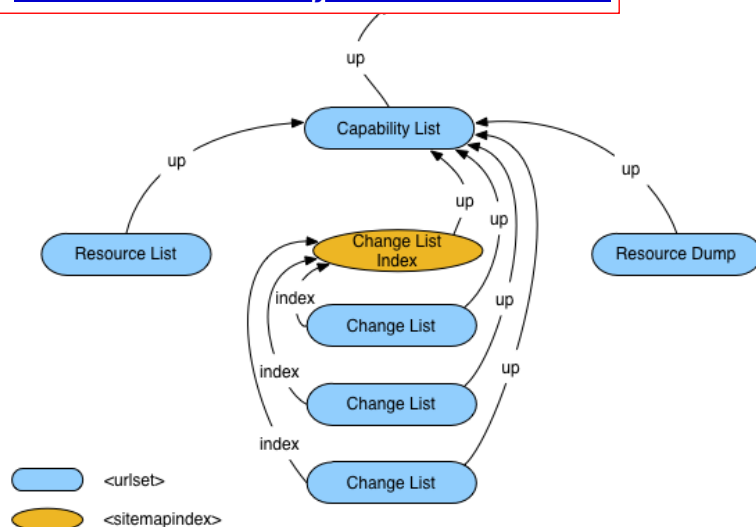 up
Capability List
up
up
up
up
up
up
Resource List
Change List
Index
Resource Dump
index
Change List
index
Change List
index
Change List
<urlset>
<sitemapindex>